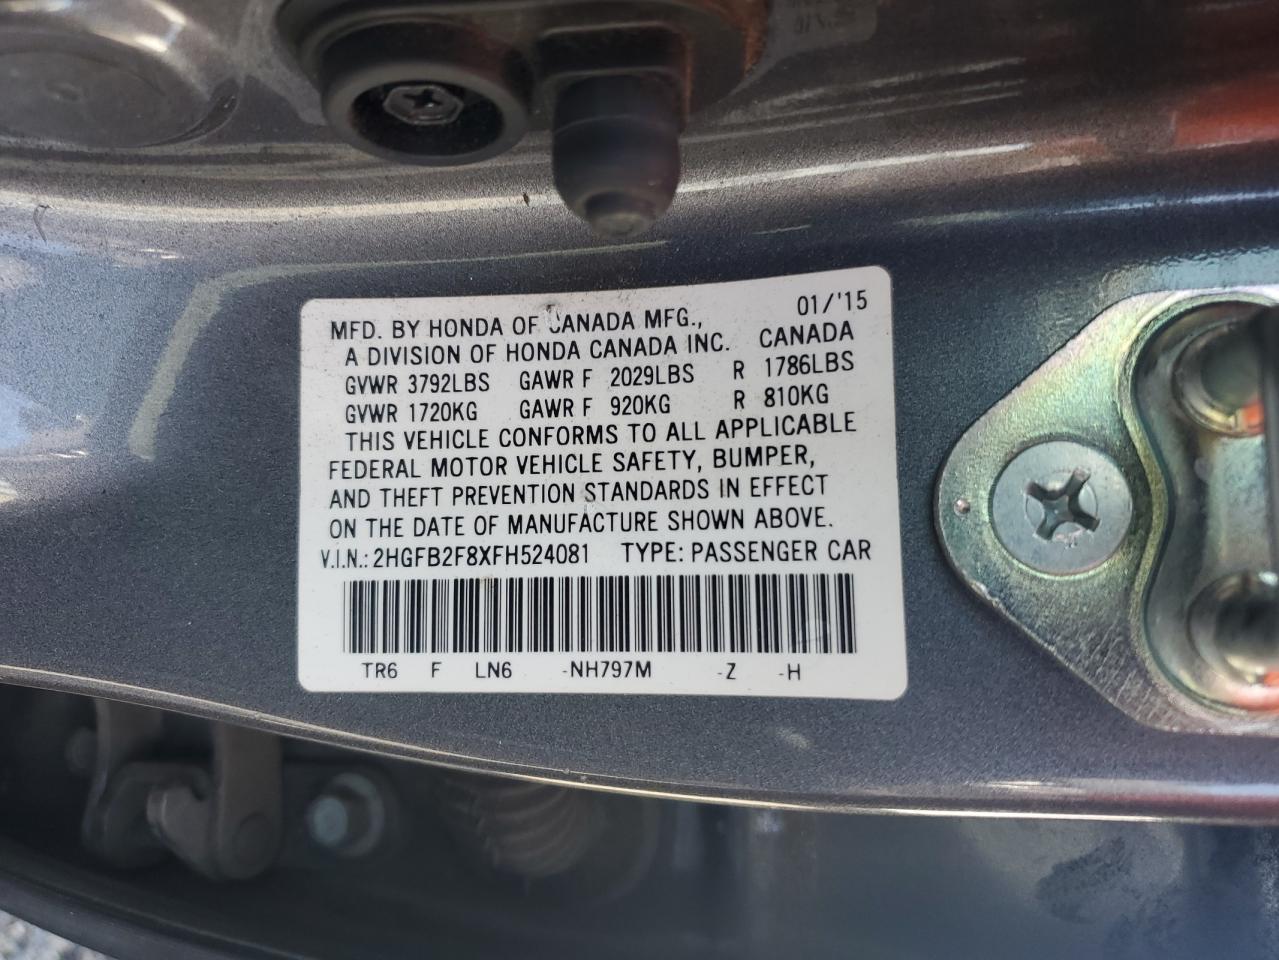 01/'15
MFD. BY HONDA OF CANADA MFG.,
A DIVISION OF HONDA CANADA INC. CANADA
GVWR 3792LBS GAWR F 2029LBS R 1786LBS
GVWR 1720KG GAWR F 920KG R 810KG
THIS VEHICLE CONFORMS TO ALL APPLICABLE
FEDERAL MOTOR VEHICLE SAFETY, BUMPER,
AND THEFT PREVENTION STANDARDS IN EFFECT
ON THE DATE OF MANUFACTURE SHOWN ABOVE.
V.I.N.: 2HGFB2F8XFH524081 TYPE: PASSENGER CAR
TR6 F LN6 -NH797M -Z -H